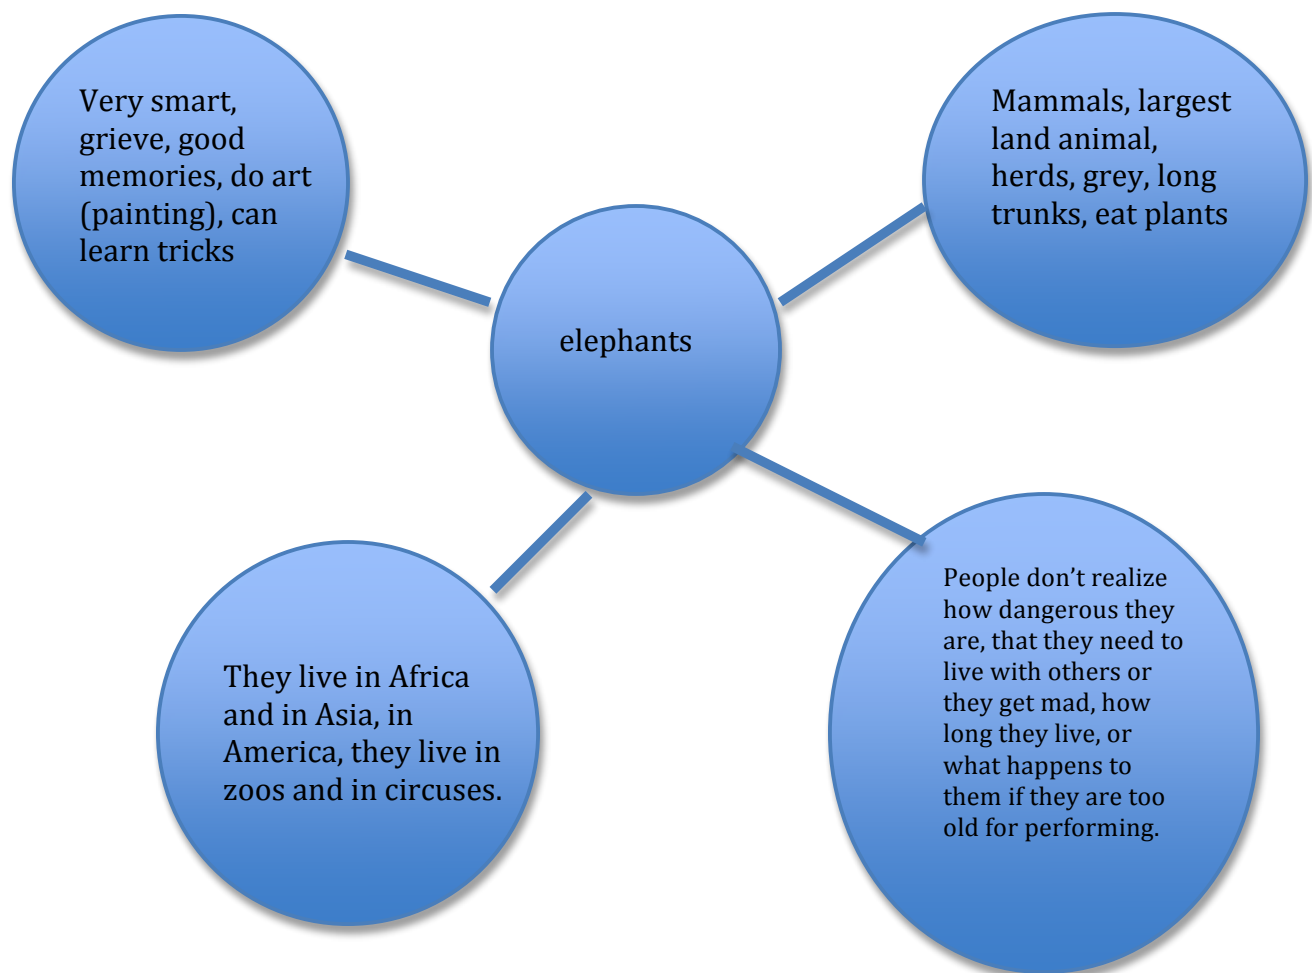 Very smart,
grieve, good
memories, do art
(painting), can
learn tricks
Mammals, largest
land animal,
herds, grey, long
trunks, eat plants
elephants
They live in Africa
and in Asia, in
America, they live in
zoos and in circuses.
People don’t realize
how dangerous they
are, that they need to
live with others or
they get mad, how
long they live, or
what happens to
them if they are too
old for performing.